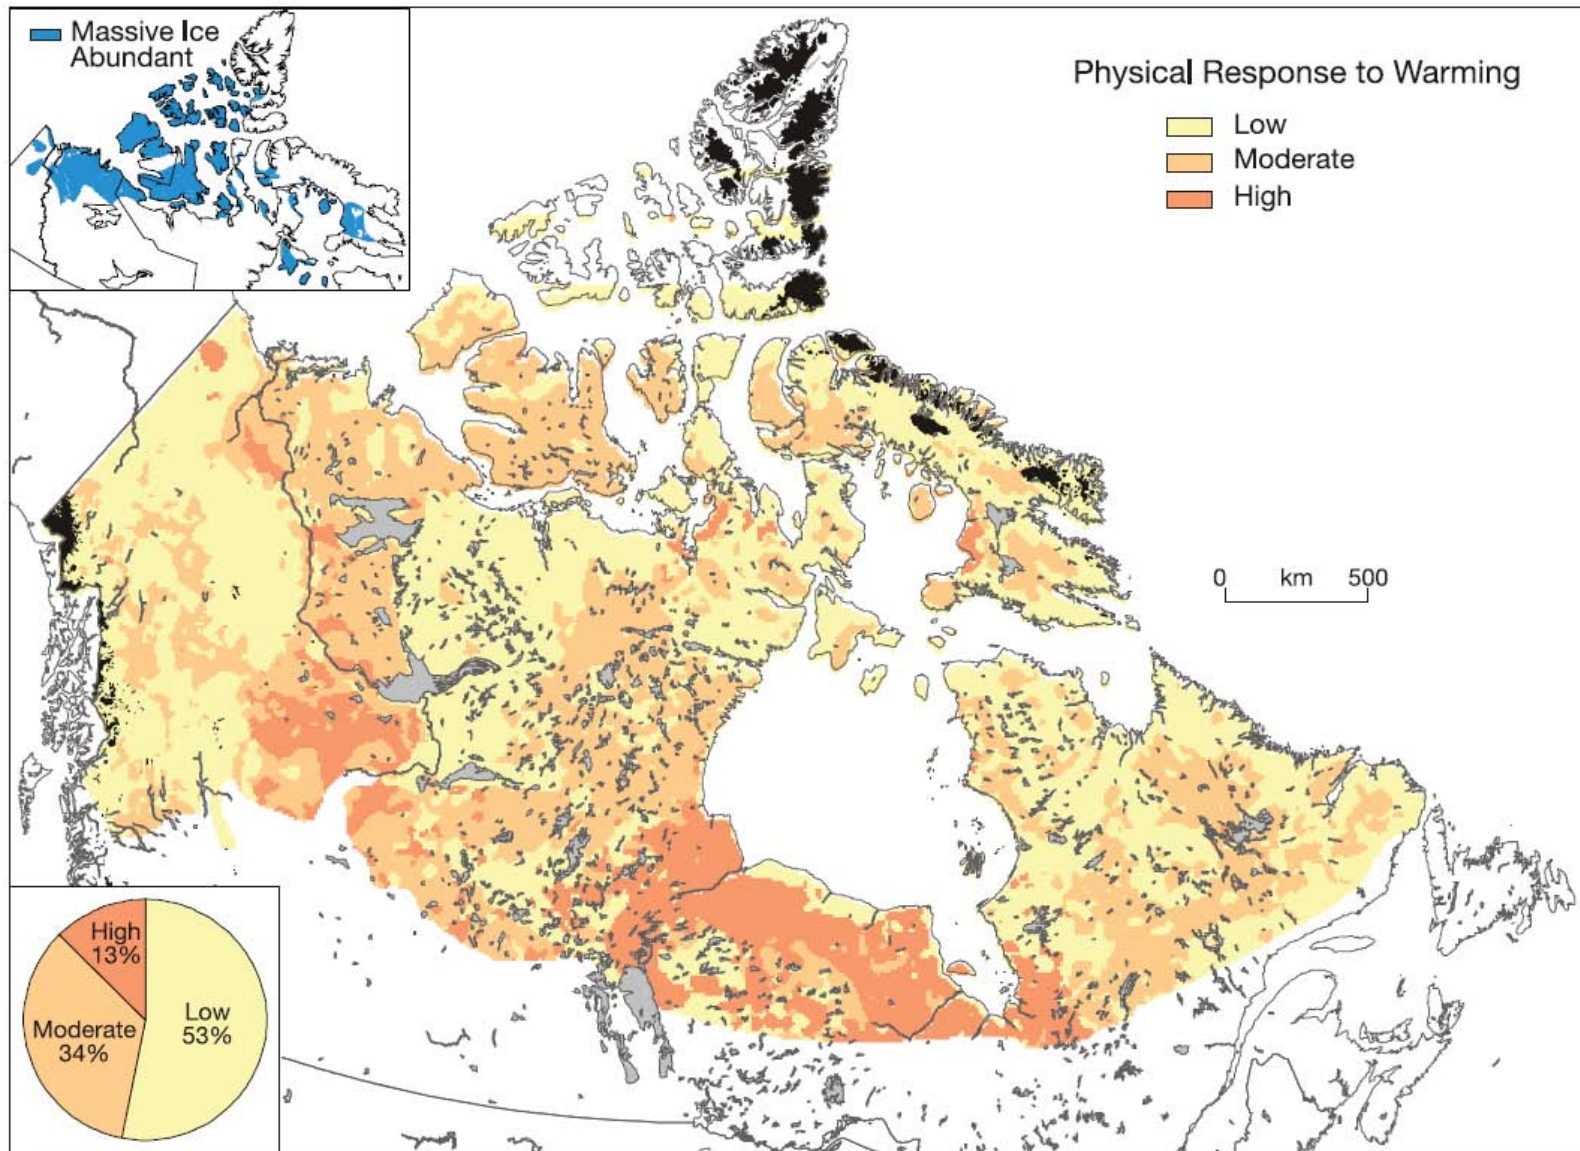 Massive Ice
Abundant
Physical Response to Warming
Low
Moderate
High
0 km 500
High
13%
Low
53%
Moderate
34%